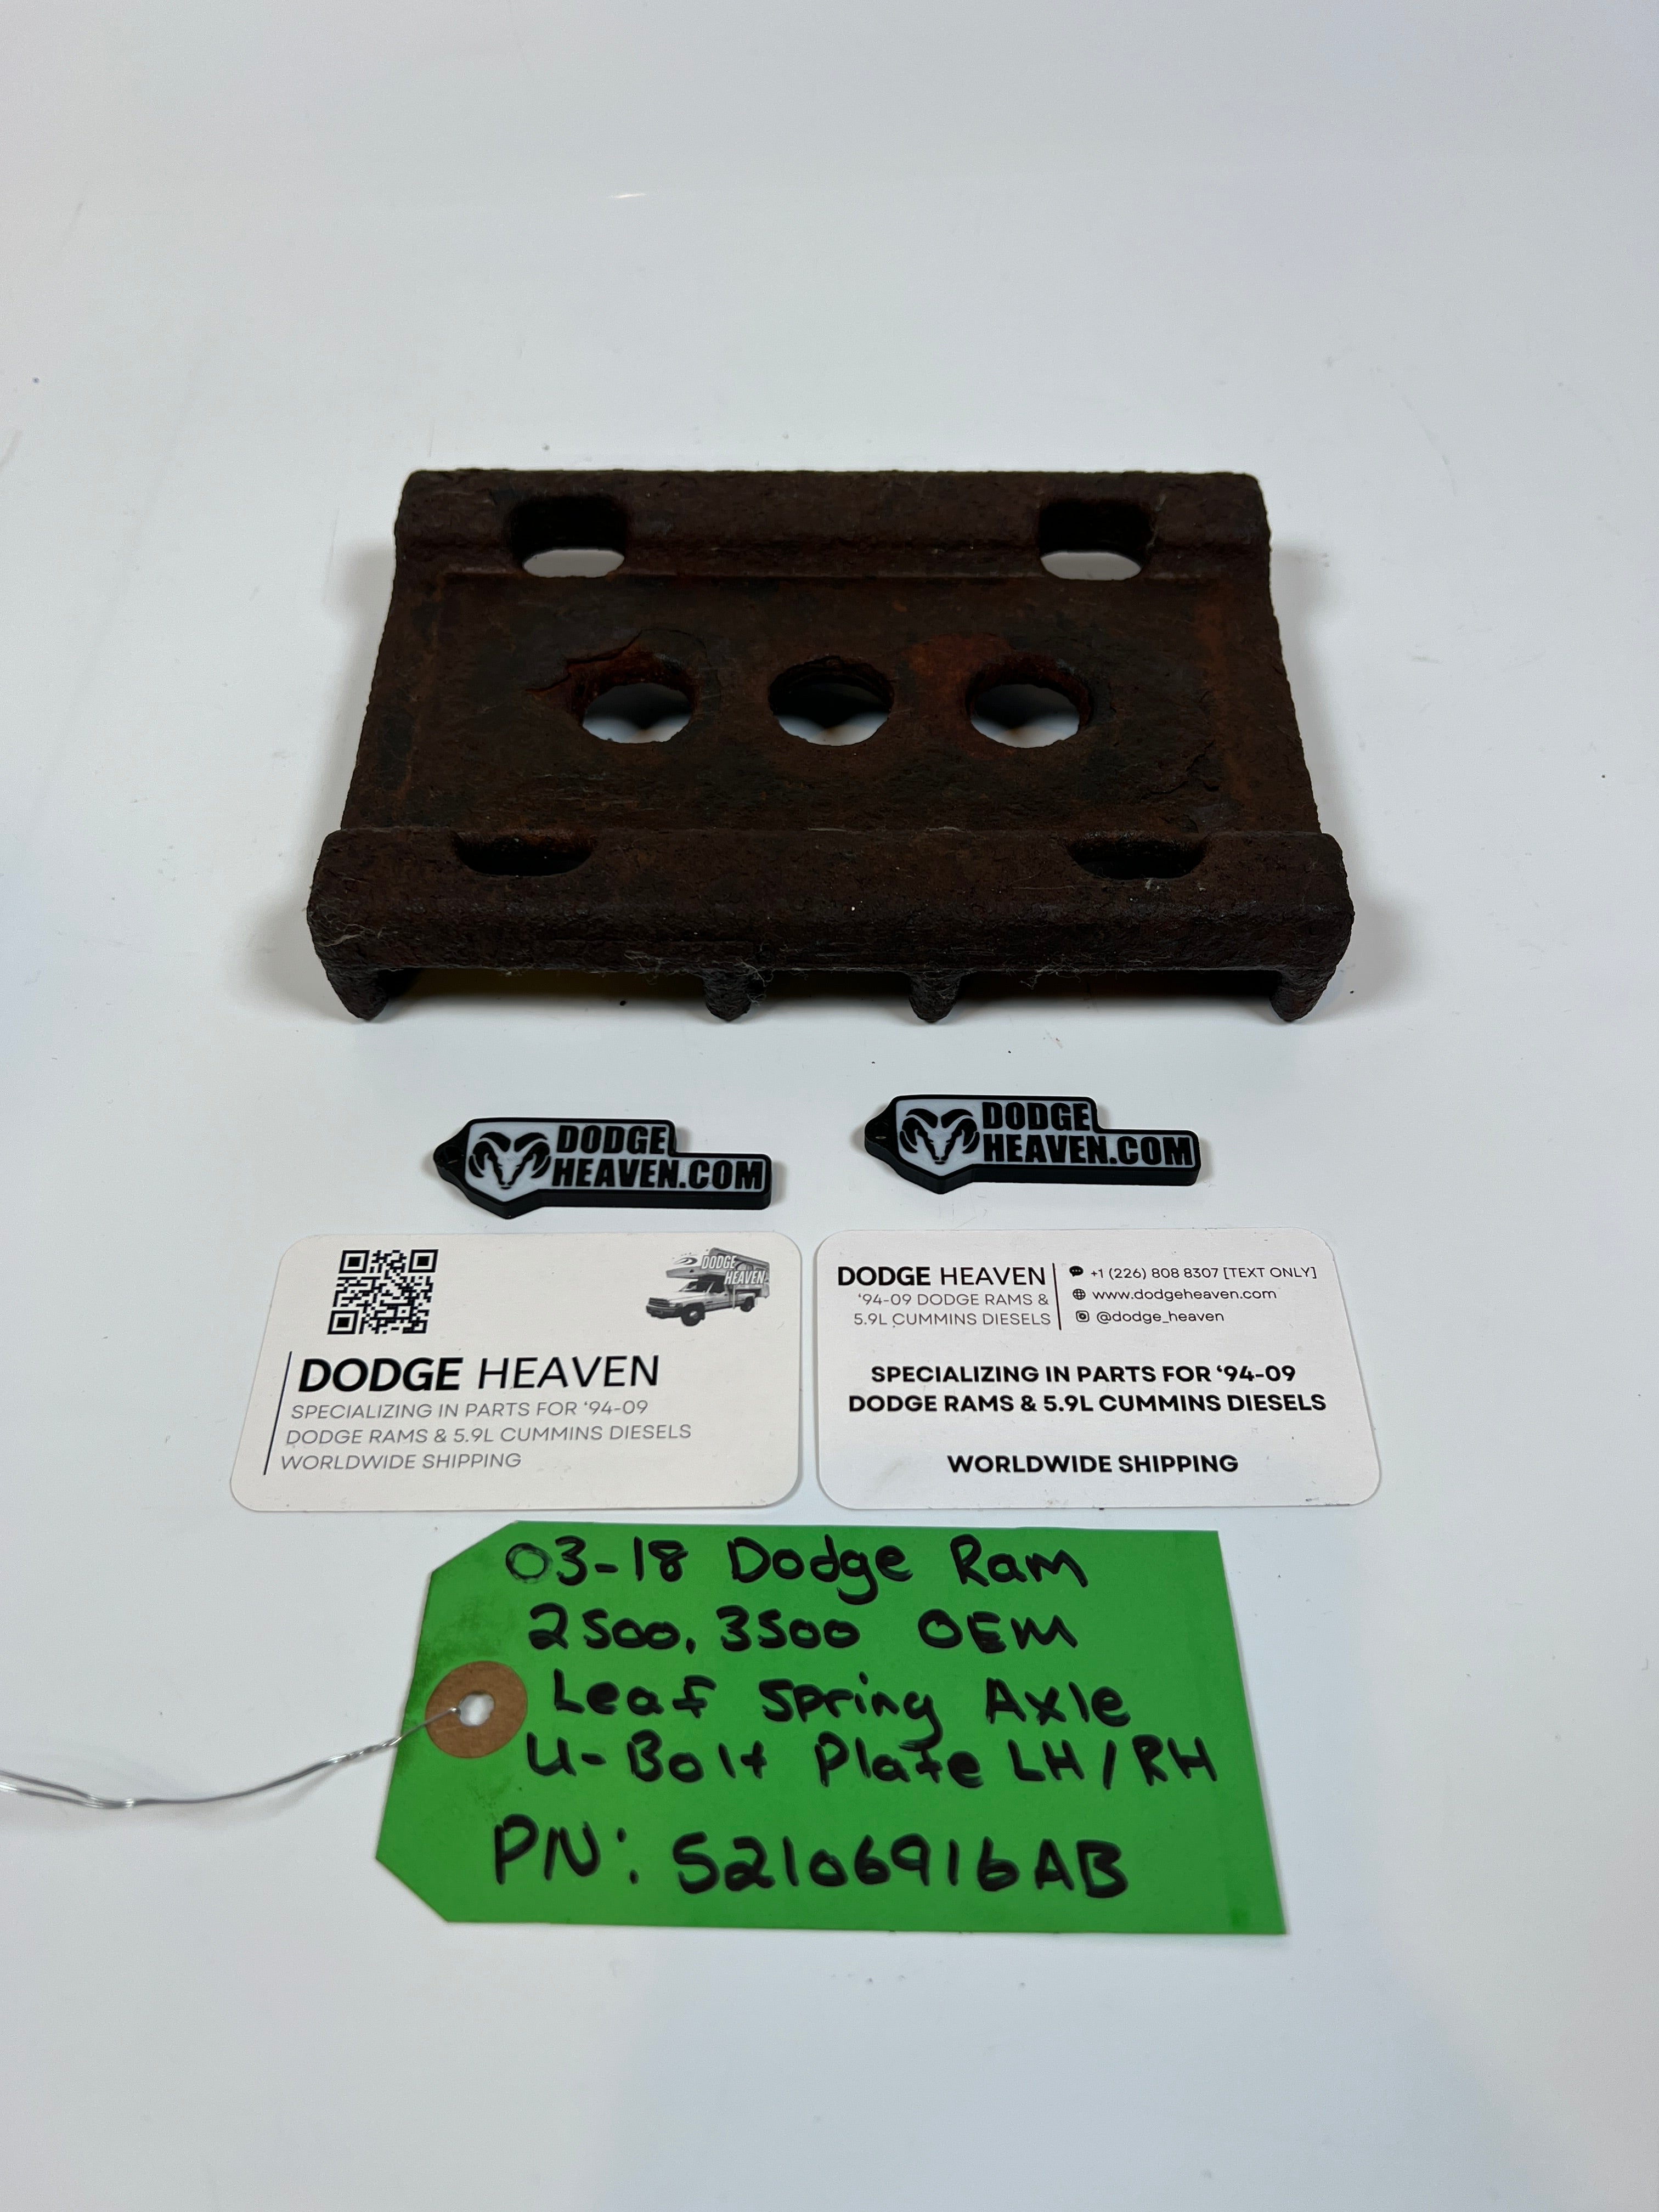 DODGE
HEAVEN.COM
DODGE
HEAVEN.COM
DODGE
HEAVEN
DODGE HEAVEN
SPECIALIZING IN PARTS FOR ‘94-09
DODGE RAMS & 5.9L CUMMINS DIESELS
WORLDWIDE SHIPPING
DODGE HEAVEN
‘94-09 DODGE RAMS &
5.9L CUMMINS DIESELS
+1 (226) 808 8307 [TEXT ONLY]
www.dodgeheaven.com
@dodge_heaven
SPECIALIZING IN PARTS FOR ‘94-09
DODGE RAMS & 5.9L CUMMINS DIESELS
WORLDWIDE SHIPPING
03-18 Dodge Ram
2500, 3500 OEM
Leaf Spring Axle
U-Bolt Plate LH/RH
PN: 52106916AB